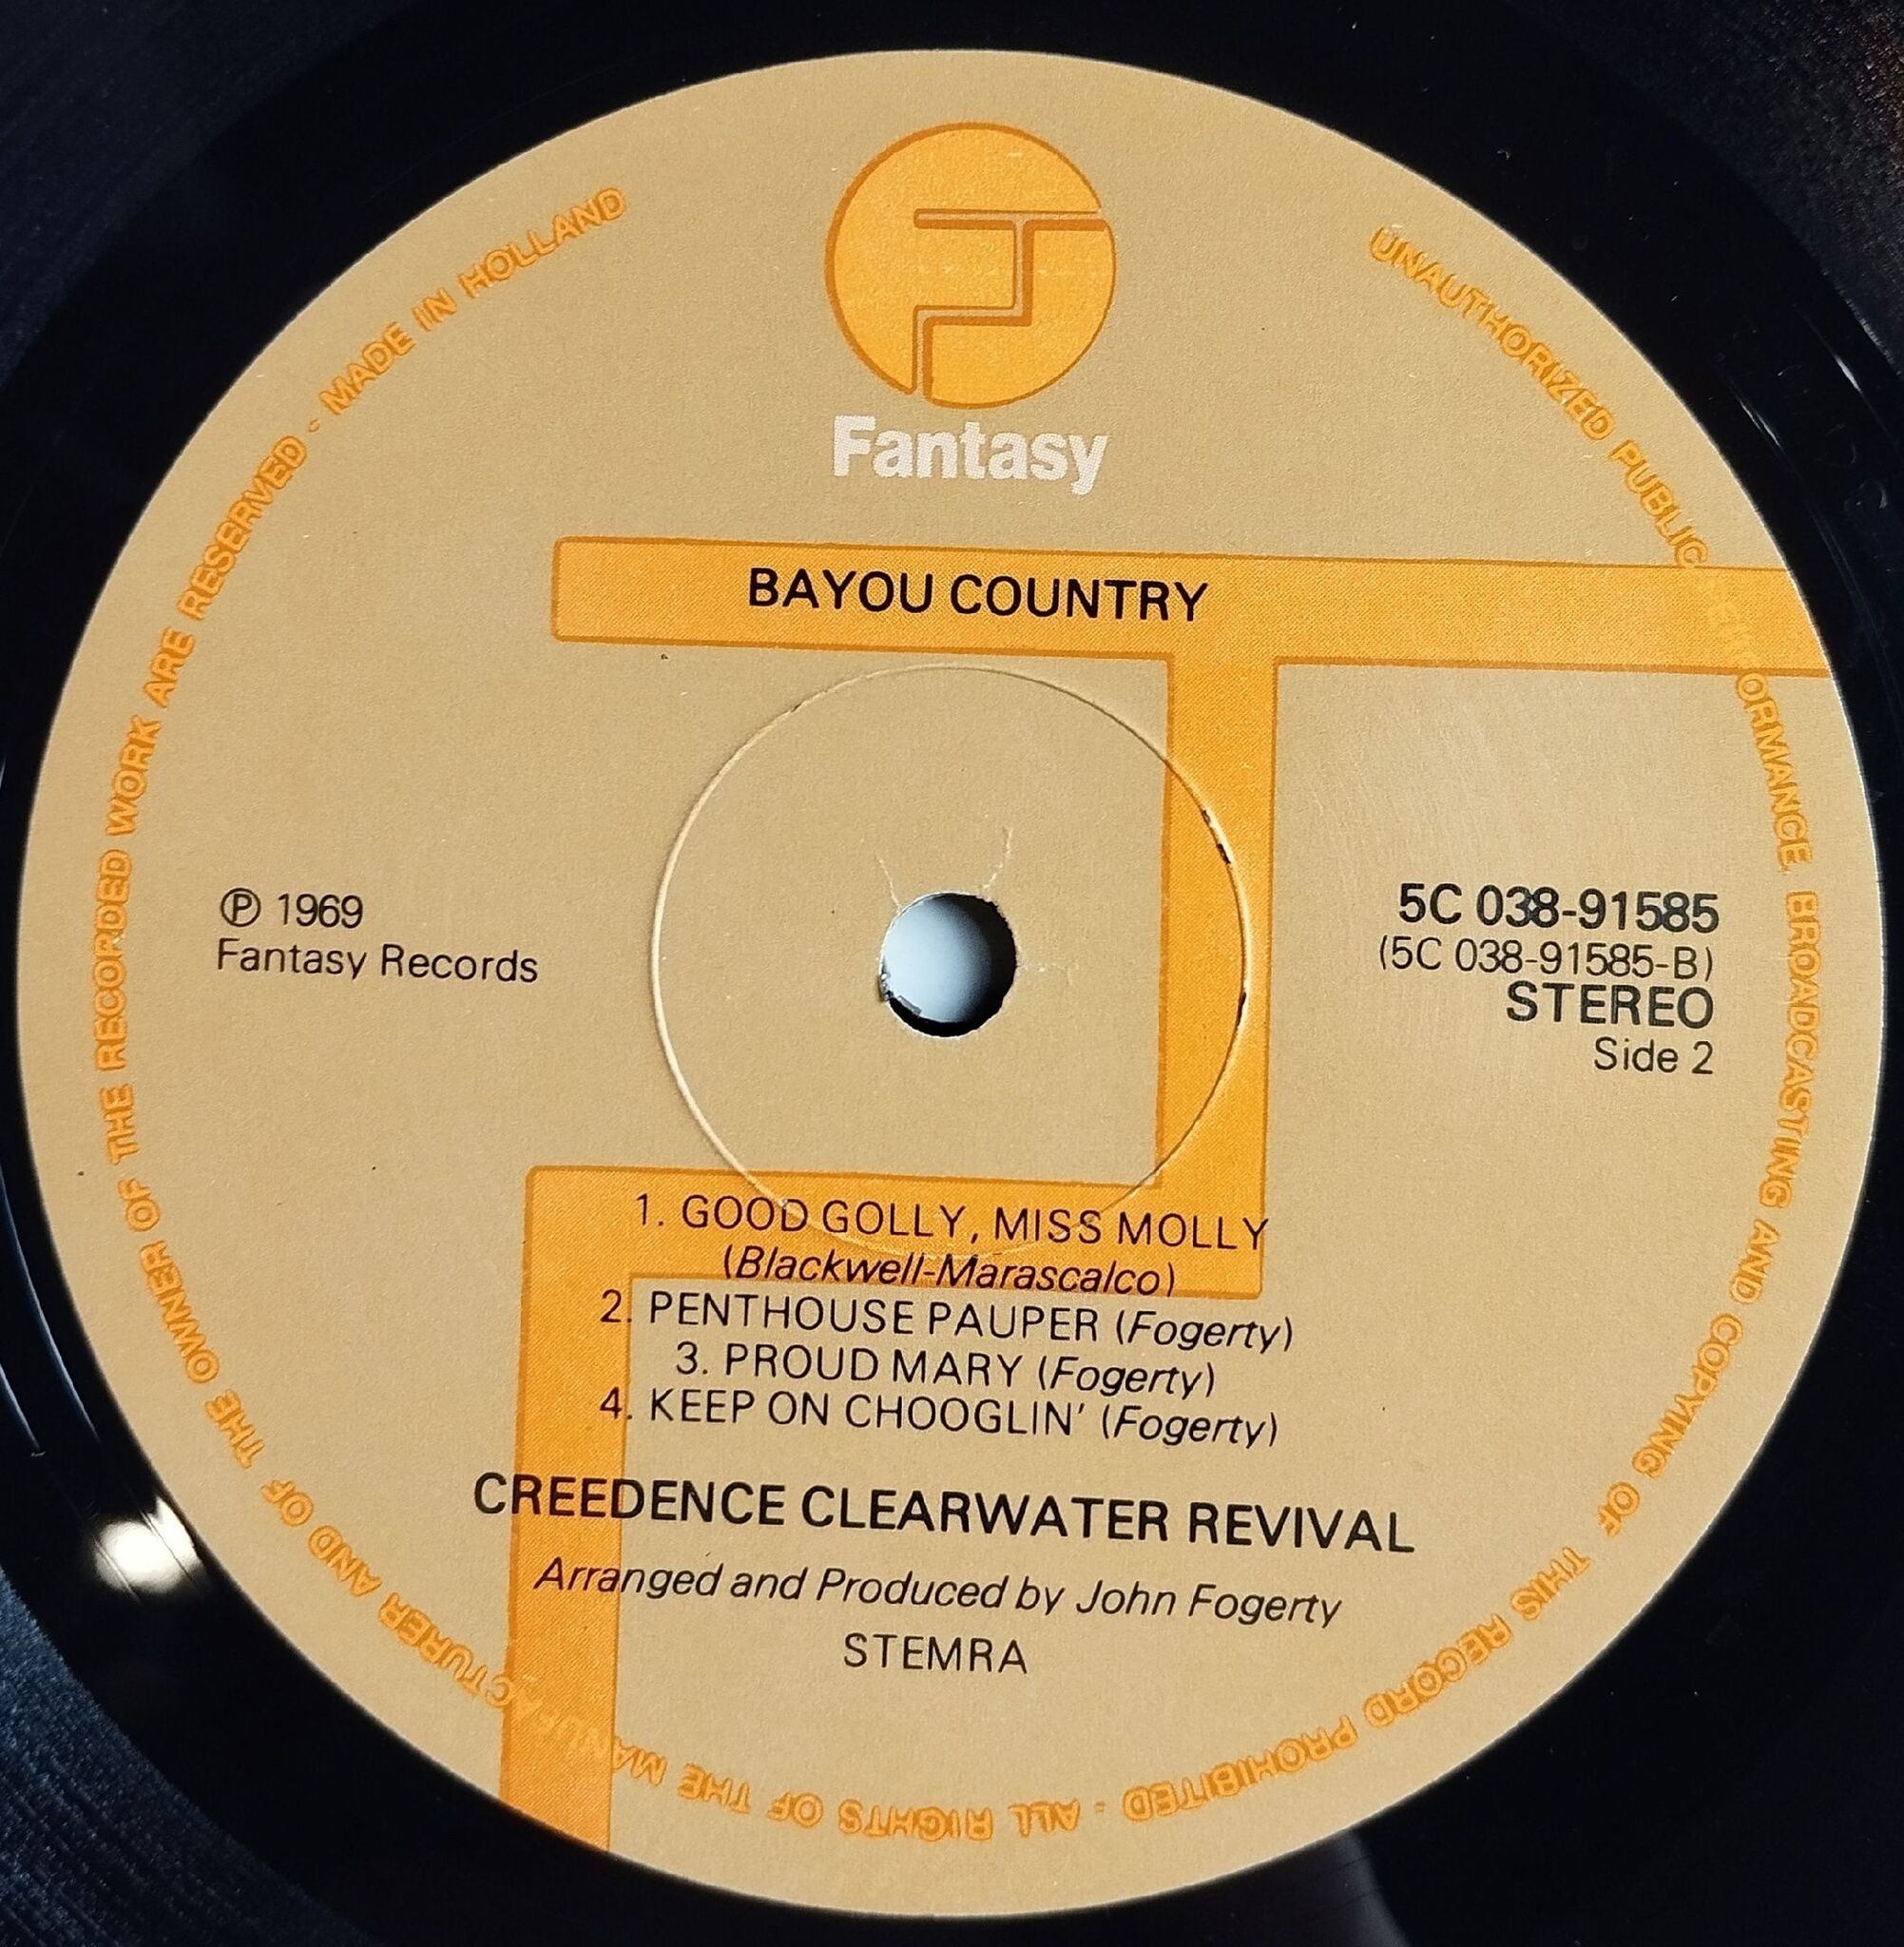 Fantasy
BAYOU COUNTRY
℗ 1969
Fantasy Records
5C 038-91585
(5C 038-91585-B)
STEREO
Side 2
1. GOOD GOLLY, MISS MOLLY
(Blackwell-Marascalco)
2. PENTHOUSE PAUPER (Fogerty)
3. PROUD MARY (Fogerty)
4. KEEP ON CHOOGLIN' (Fogerty)
CREEDENCE CLEARWATER REVIVAL
Arranged and Produced by John Fogerty
STEMRA
UNAUTHORIZED PUBLIC PERFORMANCE BROADCASTING AND COPYING OF THIS RECORD PROHIBITED - ALL RIGHTS OF THE MANUFACTURER AND OF THE OWNER OF THE RECORDED WORK ARE RESERVED - MADE IN HOLLAND